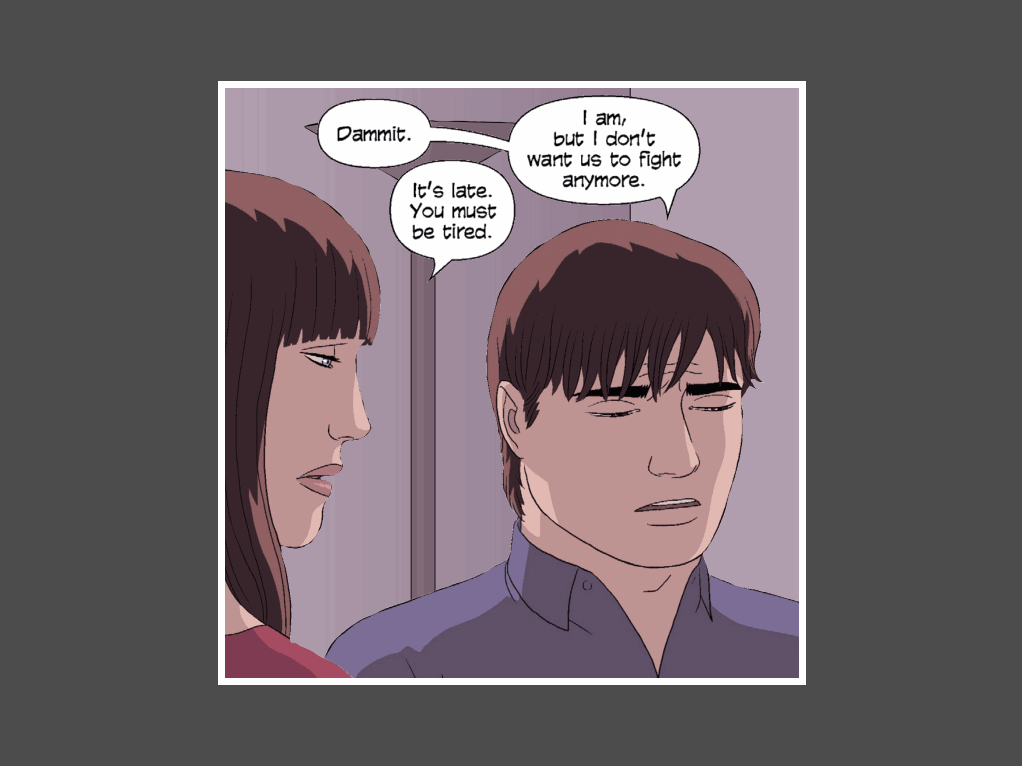 Dammit.
It's late.
You must
be tired.
I am,
but I don't
want us to fight
anymore.